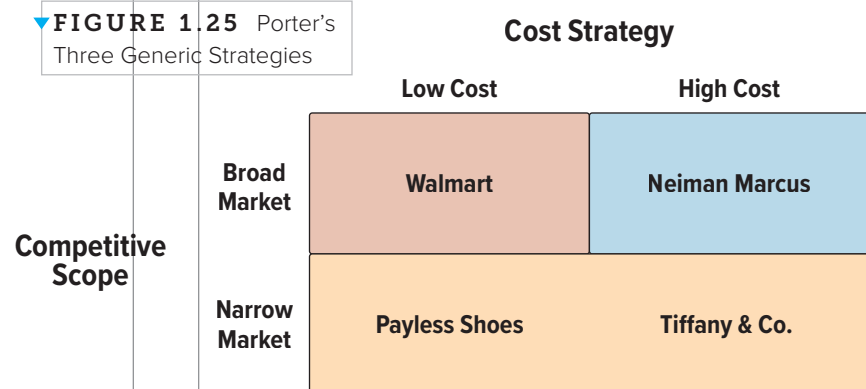 FIGURE 1.25 Porter's
Three Generic Strategies
Cost Strategy
Low Cost
High Cost
Broad
Market
Walmart
Neiman Marcus
Competitive
Scope
Narrow
Market
Payless Shoes
Tiffany & Co.